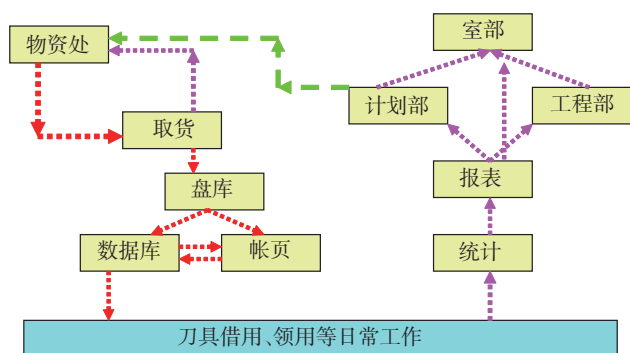 室部
物资处
计划部
工程部
取货
报表
盘库
数据库
帐页
统计
刀具借用、领用等日常工作